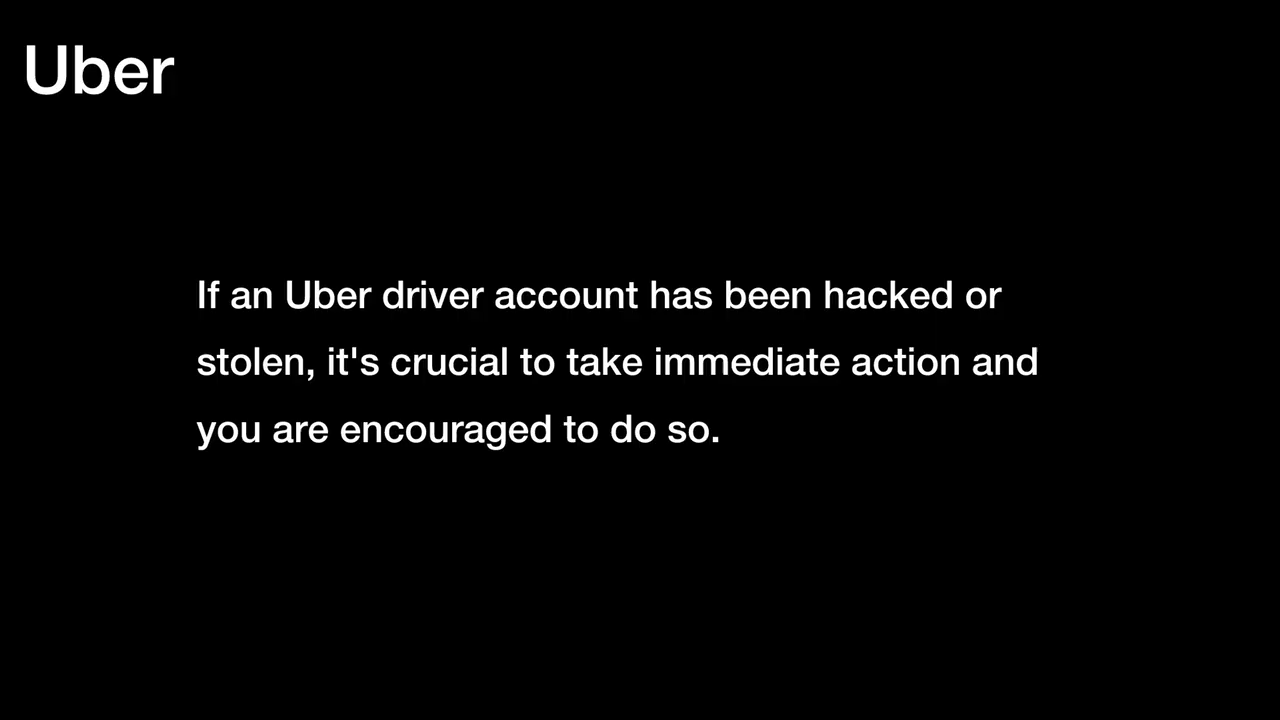 Uber
If an Uber driver account has been hacked or
stolen, it's crucial to take immediate action and
you are encouraged to do so.